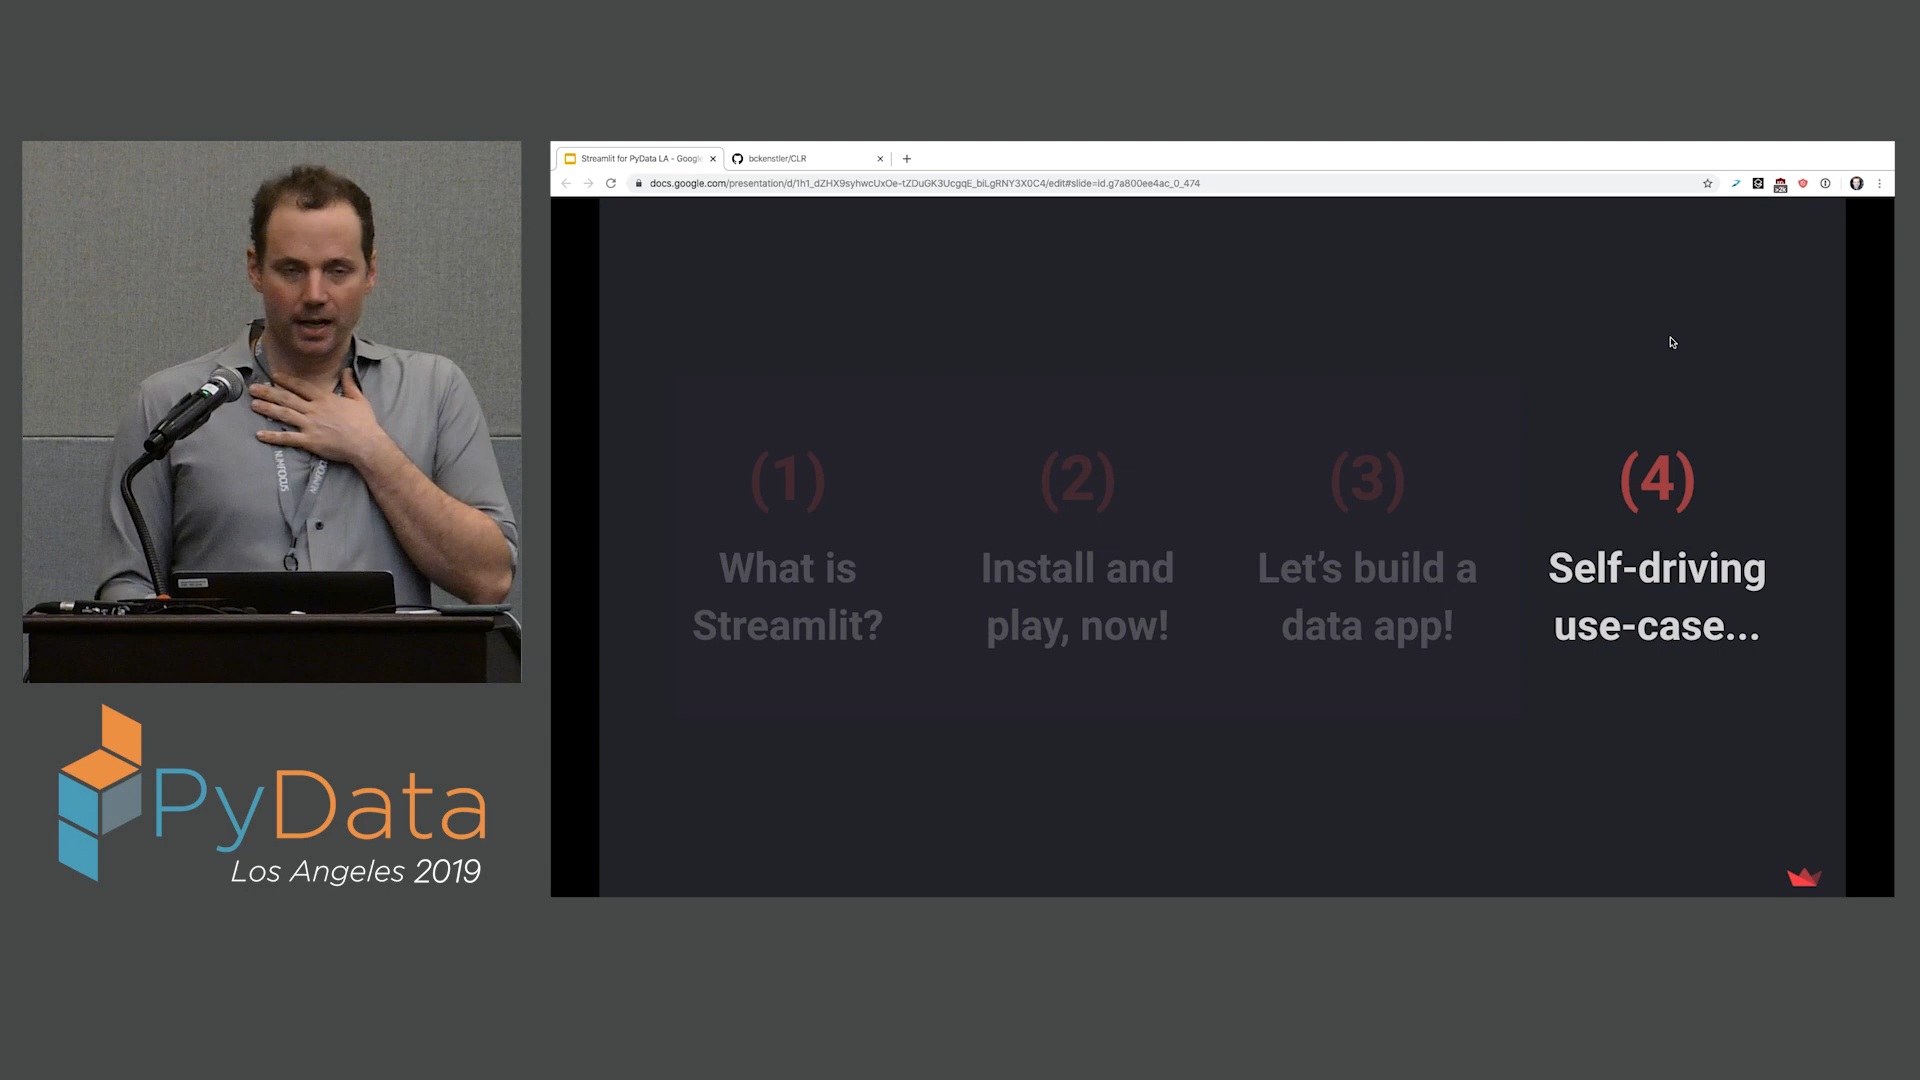 Streamlit for PyData LA - Google
bckenstler/CLR
docs.google.com/presentation/d/1h1_dZHX9syhwcUxOe-tZDuGK3UcgqE_biLgRNY3X0C4/edit#slide=id.g7a800ee4ac_0_474
(1)
What is
Streamlit?
(2)
Install and
play, now!
(3)
Let's build a
data app!
(4)
Self-driving
use-case...
NUMFOCUS
PyData
Los Angeles 2019